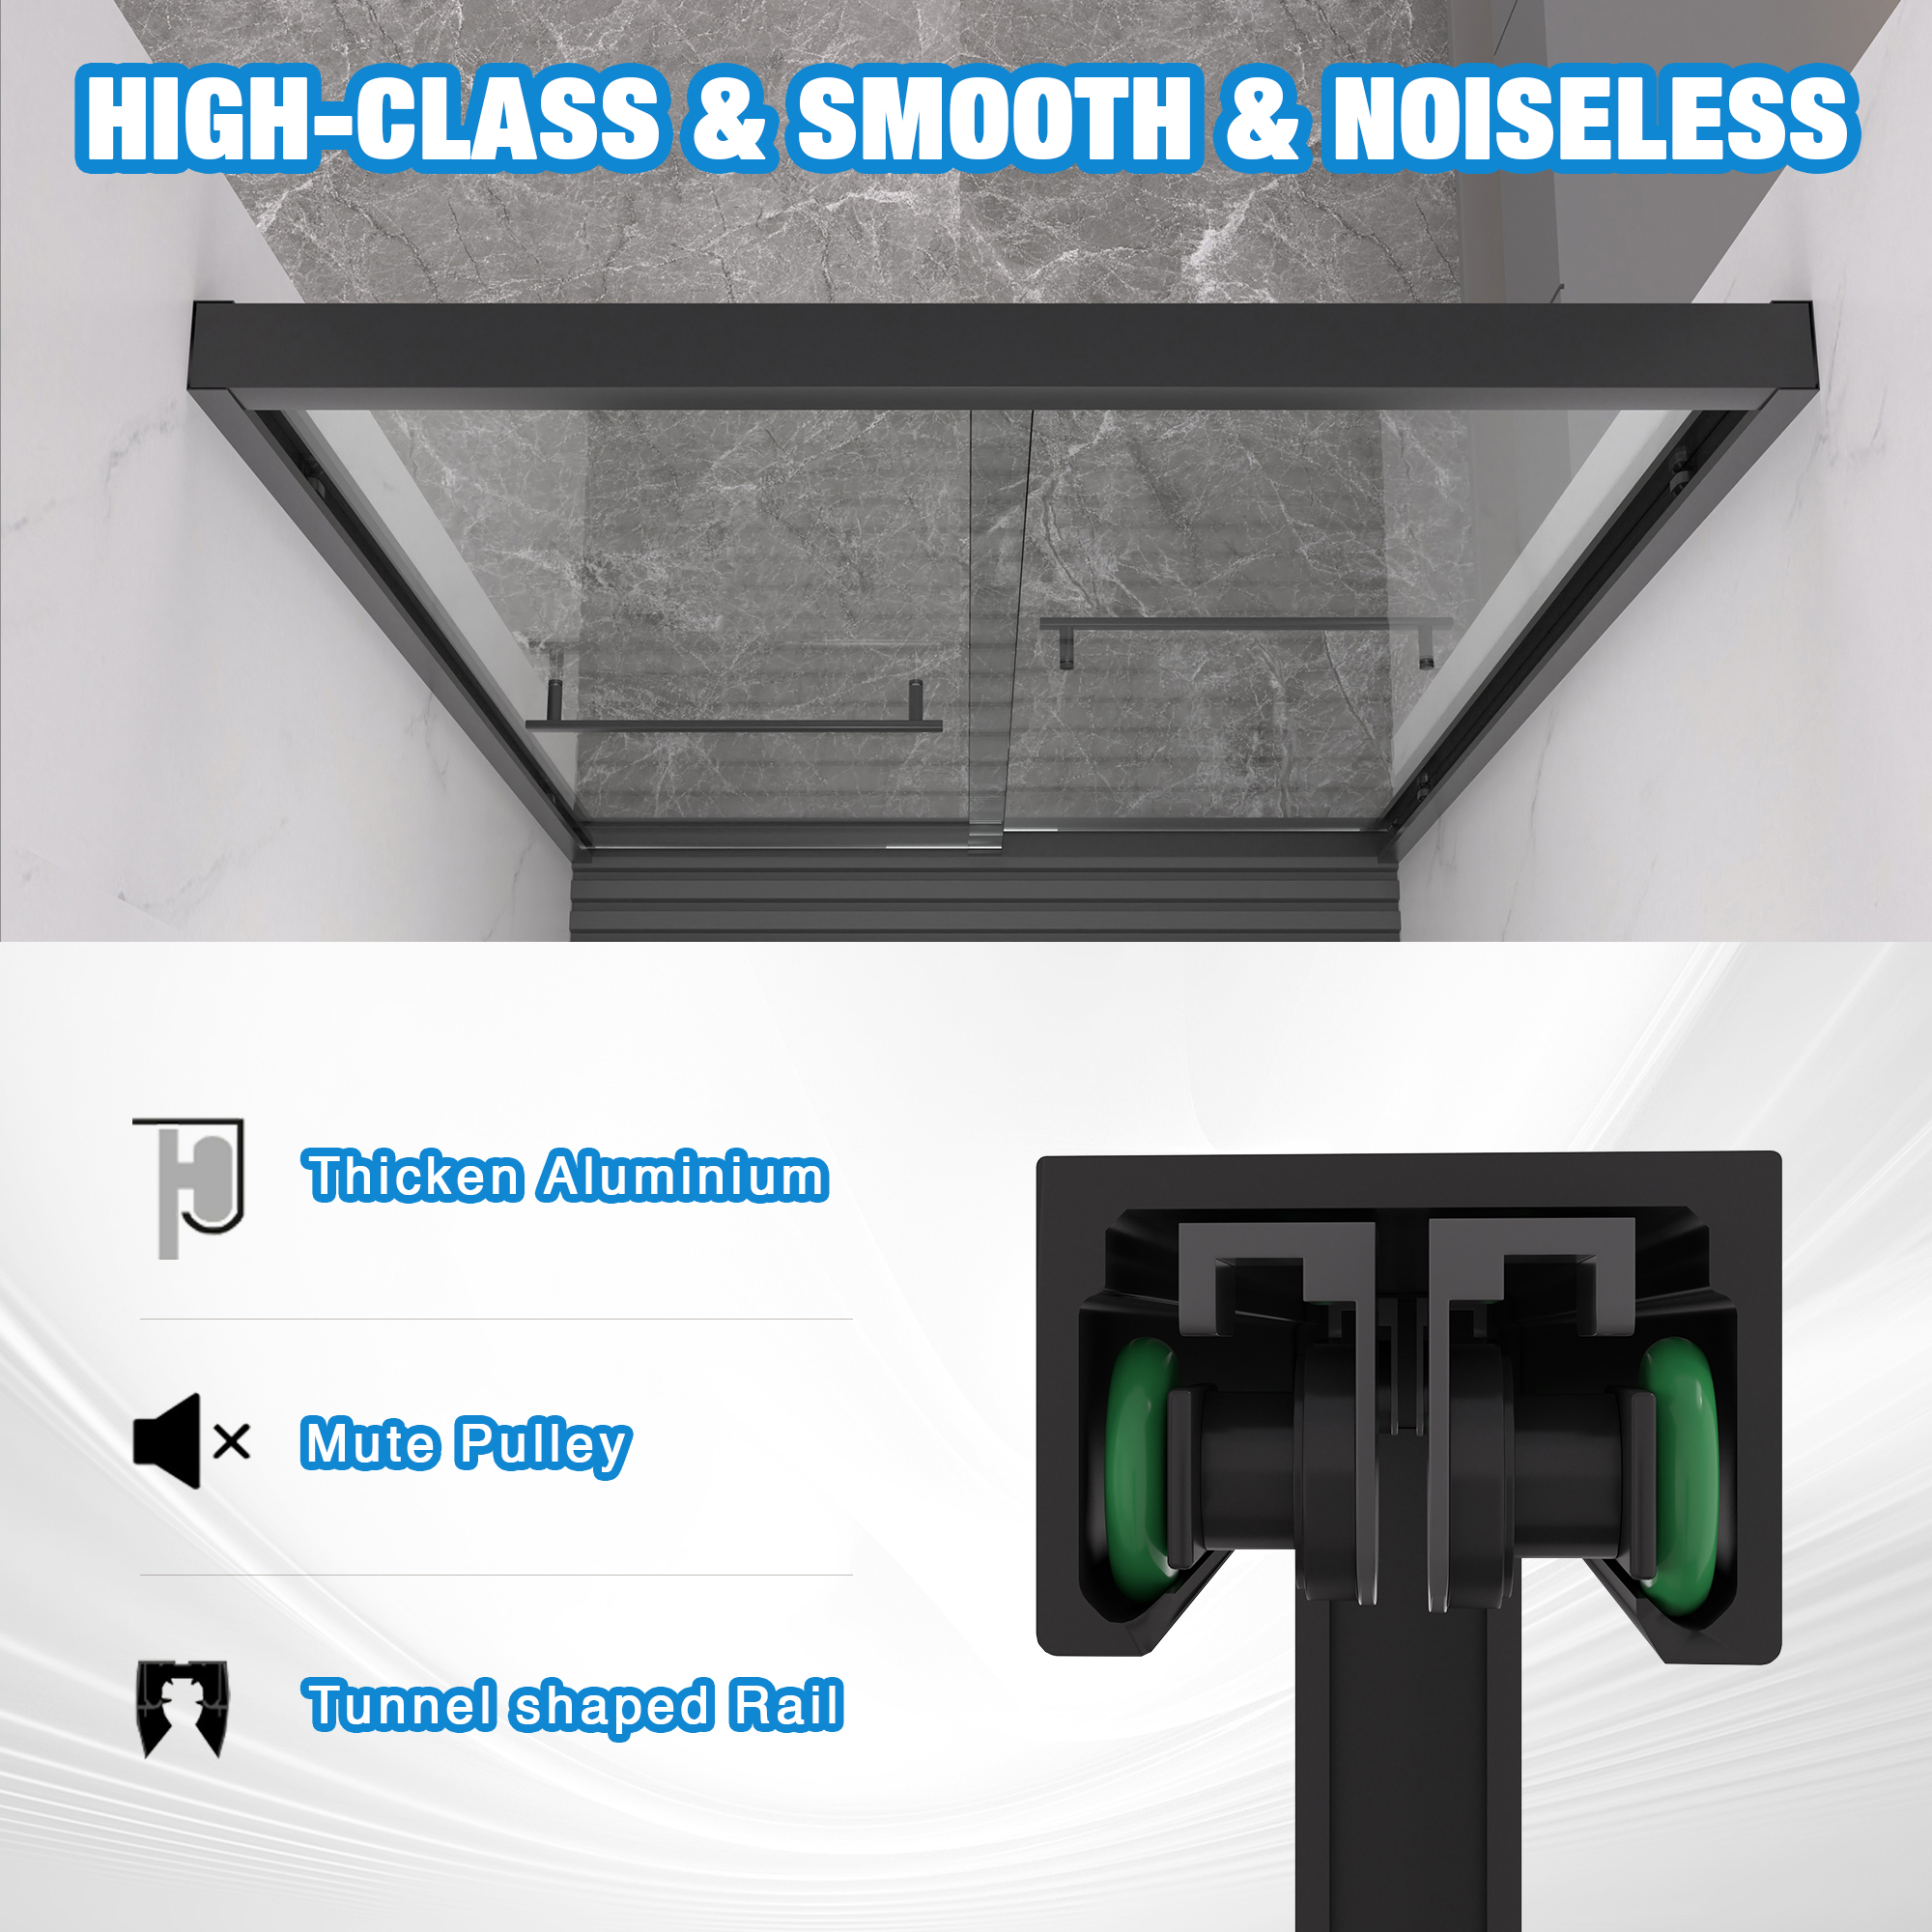 HIGH-CLASS & SMOOTH & NOISELESS
Thicken Aluminium
Mute Pulley
Tunnel shaped Rail